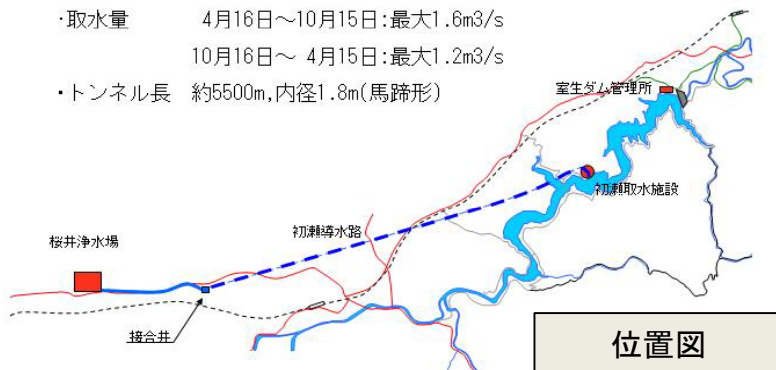 ・取水量 4月16日～10月15日:最大1.6m3/s
10月16日～ 4月15日:最大1.2m3/s
・トンネル長 約5500m,内径1.8m(馬蹄形)
室生ダム管理所
初瀬取水施設
初瀬導水路
桜井浄水場
接合井
位置図